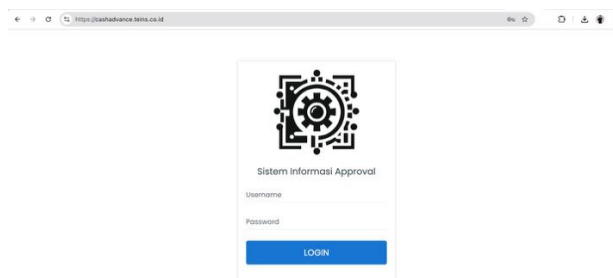 https://cashadvance.teins.co.id
Sistem Informasi Approval
Username
Password
LOGIN